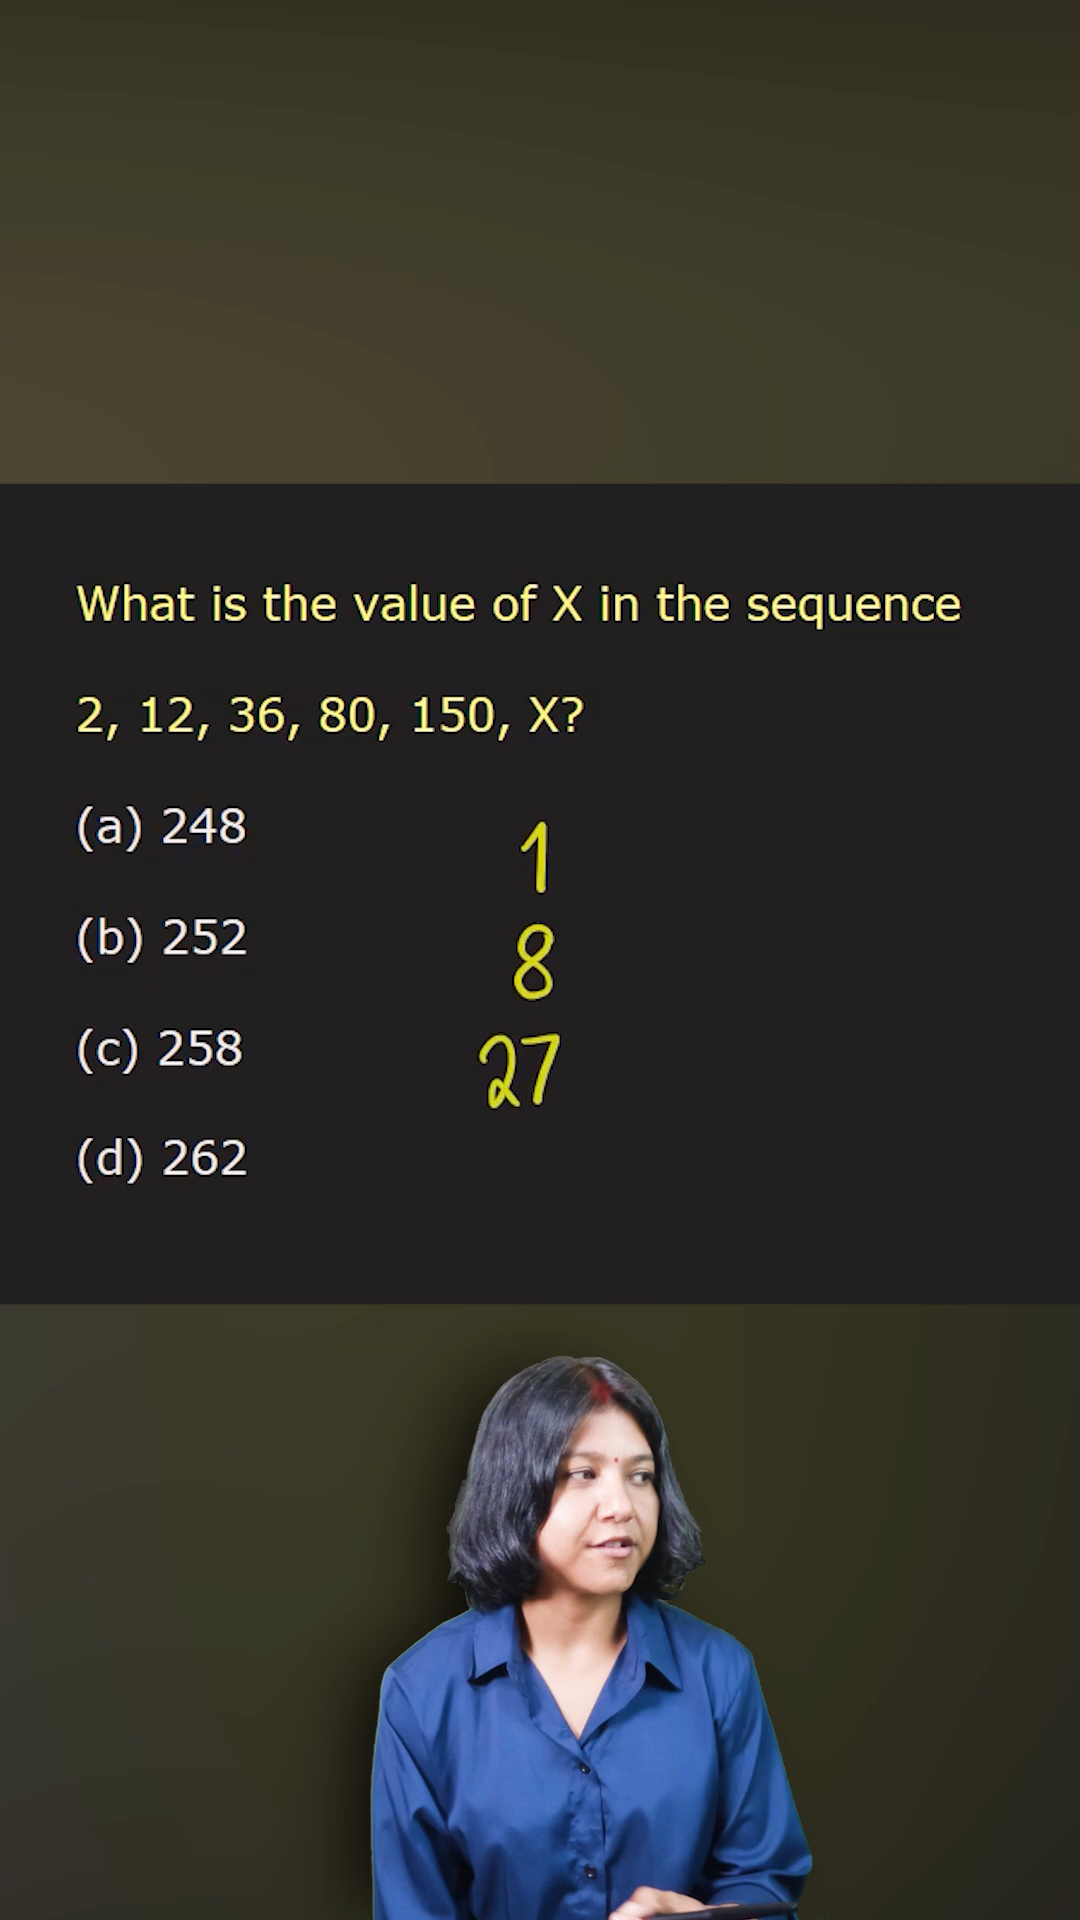 What is the value of X in the sequence
2, 12, 36, 80, 150, X?
(a) 248
1
(b) 252
8
(c) 258
27
(d) 262